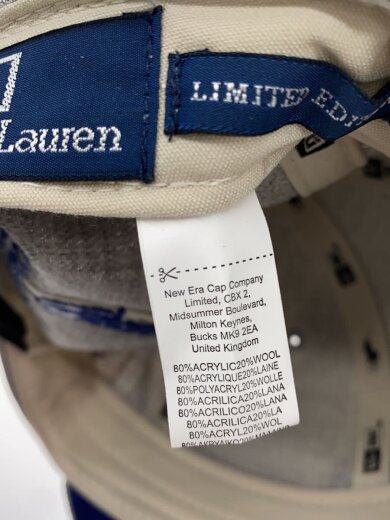 Lauren
LIMITED EDIT
New Era Cap Company
Limited, CBX 2,
Midsummer Boulevard,
Milton Keynes,
Bucks MK9 2EA
United Kingdom
80%ACRYLIC20%WOOL
80%ACRYLIQUE20%LAINE
80%POLYACRYL20%WOLLE
80%ACRILICO20%LANA
80%ACRILICO20%LANA
80%ACRILICA20%LA
80%ACRYL20%WOL